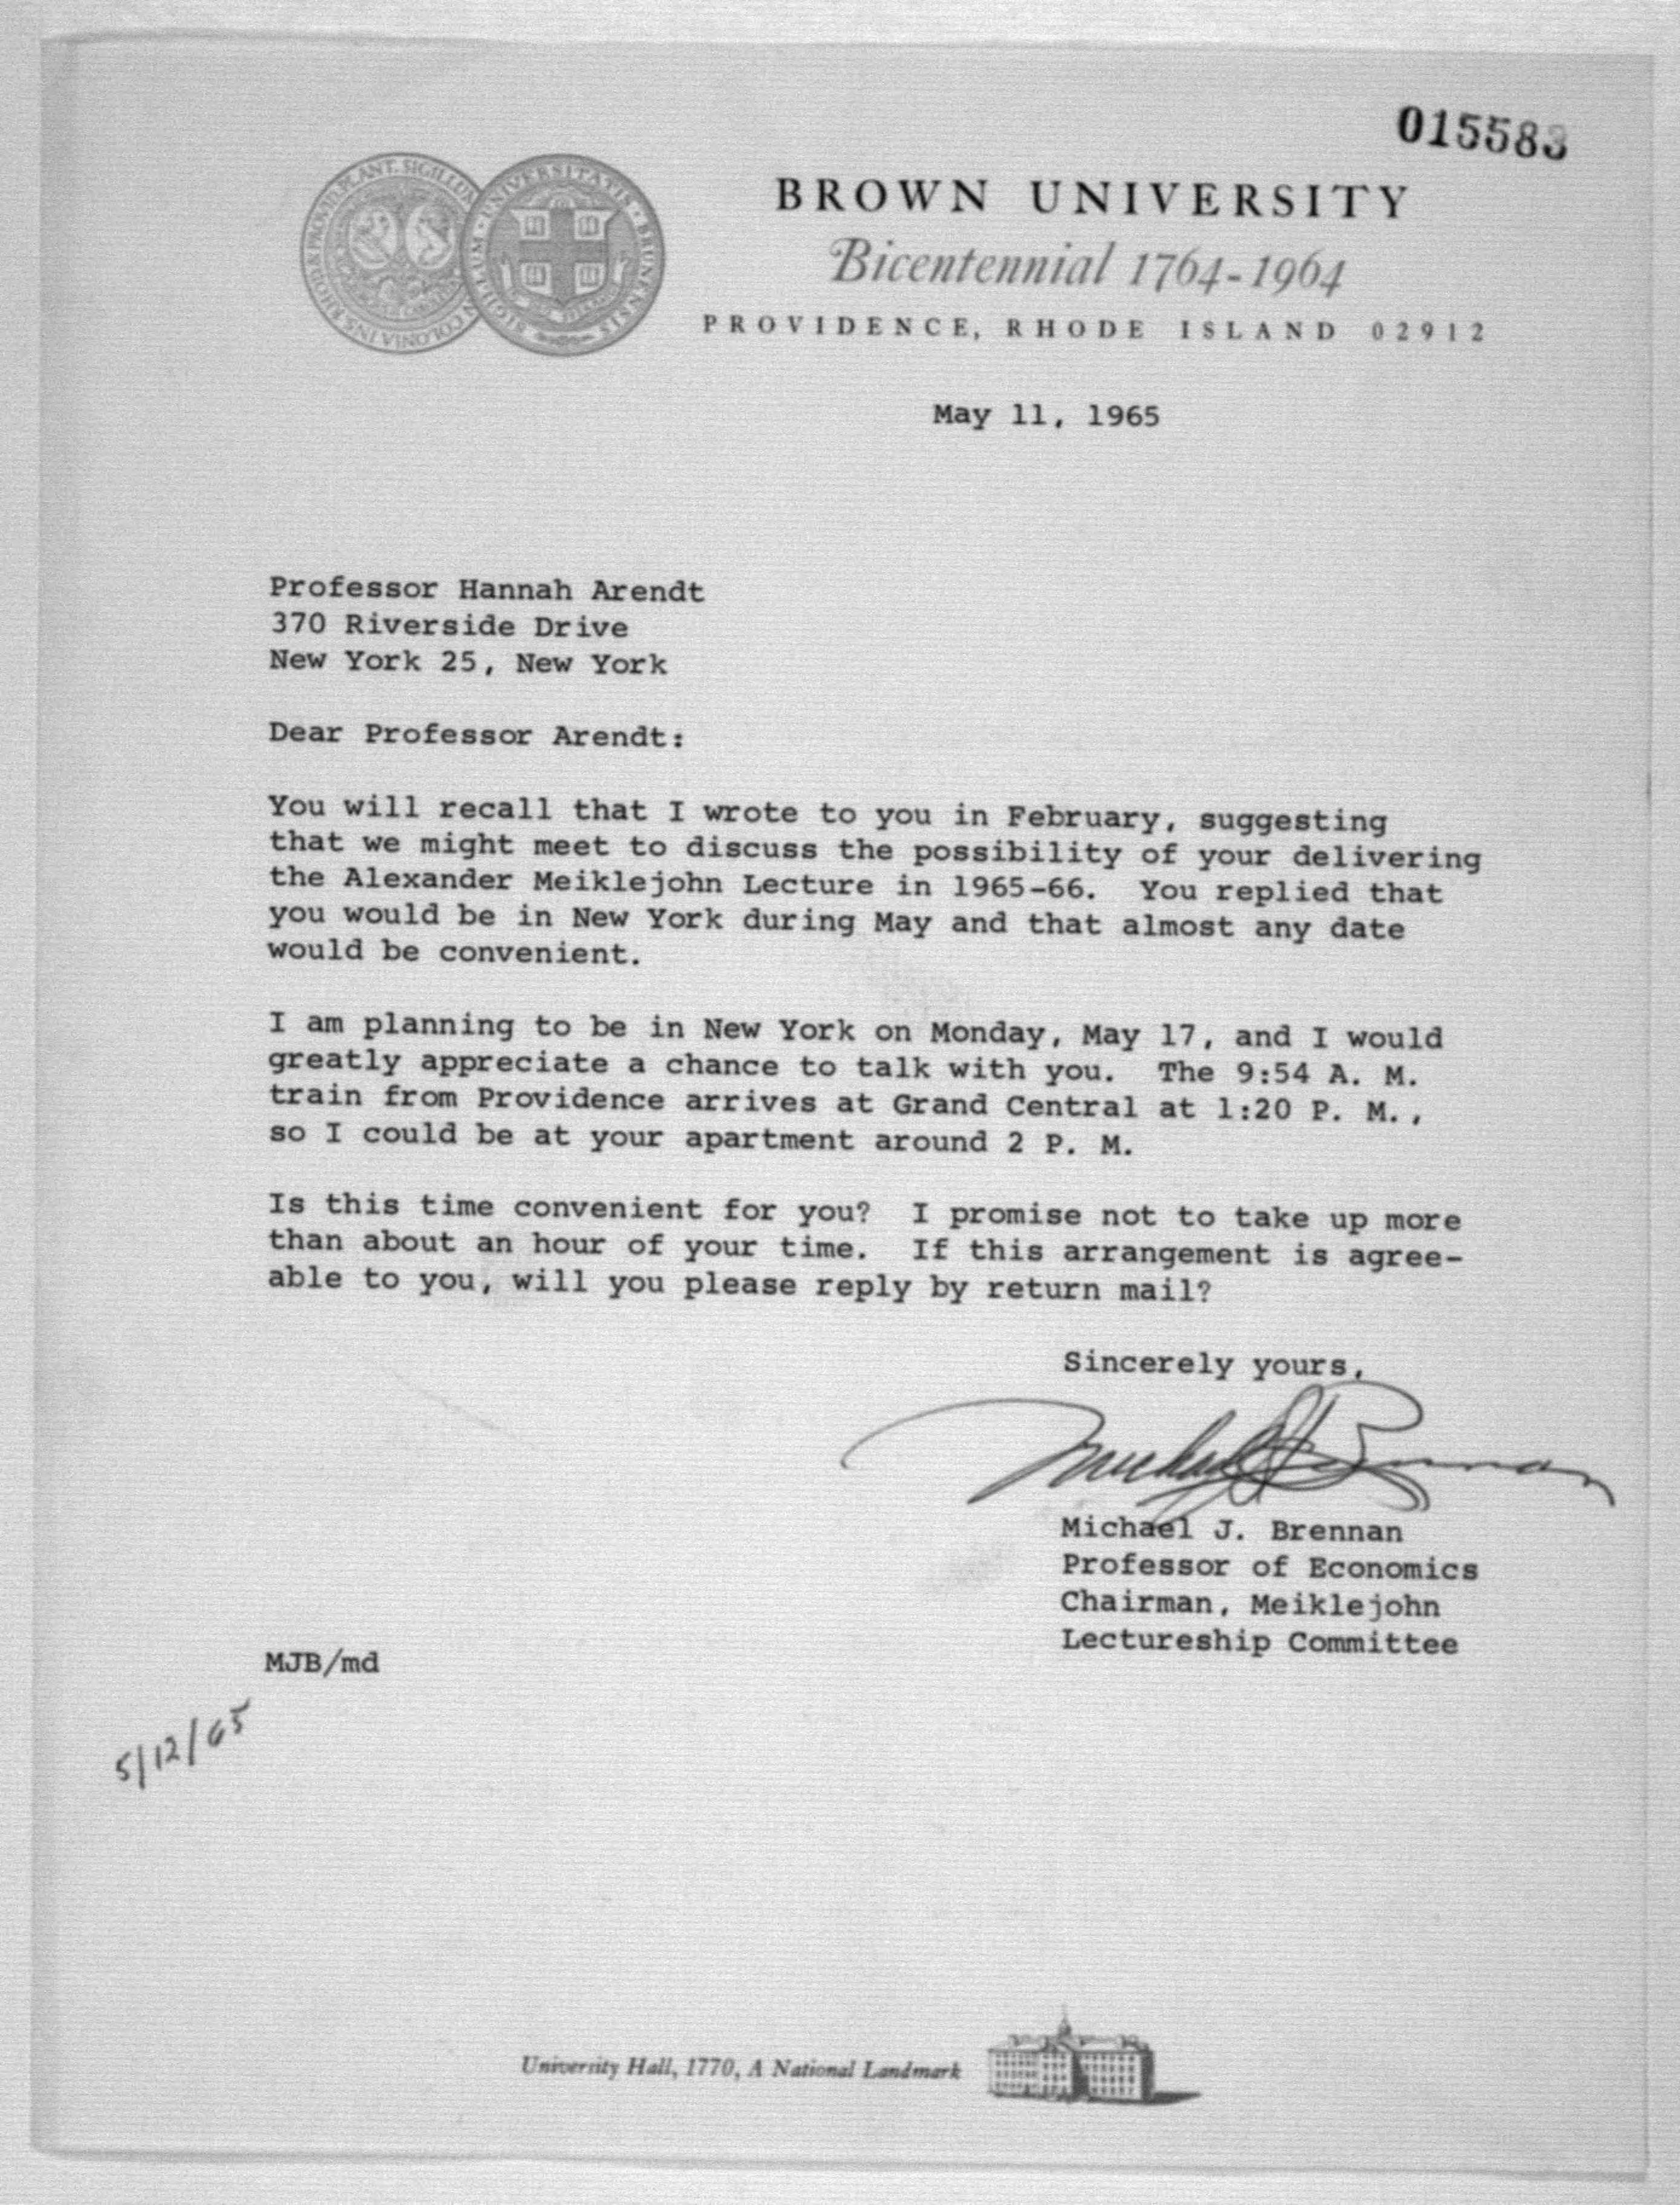 015583
BROWN UNIVERSITY
Bicentennial 1764-1964
PROVIDENCE, RHODE ISLAND 02912
May 11, 1965
Professor Hannah Arendt
370 Riverside Drive
New York 25, New York
Dear Professor Arendt:
You will recall that I wrote to you in February, suggesting
that we might meet to discuss the possibility of your delivering
the Alexander Meiklejohn Lecture in 1965-66. You replied that
you would be in New York during May and that almost any date
would be convenient.
I am planning to be in New York on Monday, May 17, and I would
greatly appreciate a chance to talk with you. The 9:54 A. M.
train from Providence arrives at Grand Central at 1:20 P. M.,
so I could be at your apartment around 2 P. M.
Is this time convenient for you? I promise not to take up more
than about an hour of your time. If this arrangement is agree-
able to you, will you please reply by return mail?
Sincerely yours,
Michael J. Brennan
Michael J. Brennan
Professor of Economics
Chairman, Meiklejohn
Lectureship Committee
MJB/md
5/12/65
University Hall, 1770, A National Landmark